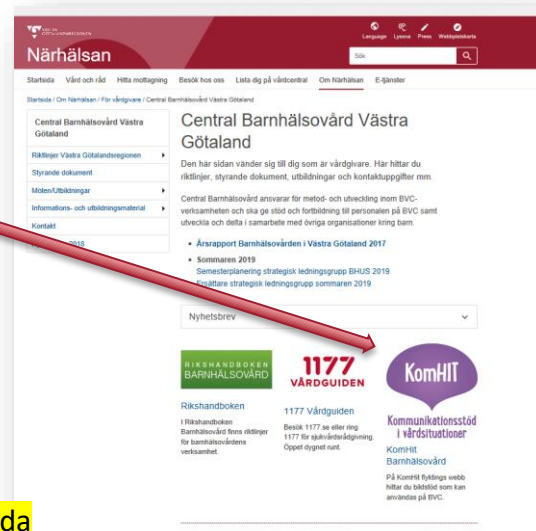 VÄSTRA
GÖTALANDSREGIONEN
Language Lyssna Press Webbplatskarta
Närhälsan
Sök
Startsida Vård och råd Hitta mottagning Besök hos oss Lista dig på vårdcentral Om Närhälsan E-tjänster
Startsida / Om Närhälsan / För vårdgivare / Central Barnhälsovård Västra Götaland
Central Barnhälsovård Västra
Götaland
Riktlinjer Västra Götalandsregionen
Styrande dokument
Möten/Utbildningar
Informations- och utbildningsmaterial
Kontakt
2018
Central Barnhälsovård Västra
Götaland
Den här sidan vänder sig till dig som är vårdgivare. Här hittar du
riktlinjer, styrande dokument, utbildningar och kontaktuppgifter mm.
Central Barnhälsovård ansvarar för metod- och utveckling inom BVC-
verksamheten och ska ge stöd och fortbildning till personalen på BVC samt
utveckla och delta i samarbete med övriga organisationer kring barn.
• Årsrapport Barnhälsovården i Västra Götaland 2017
• Sommaren 2019
Semesterplanering strategisk ledningsgrupp BHUS 2019
Ersättare strategisk ledningsgrupp sommaren 2019
Nyhetsbrev
RIKSHANDBOKEN
BARNHÄLSOVÅRD
Rikshandboken
I Rikshandboken
Barnhälsovård finns riktlinjer
för barnhälsovårdens
verksamhet.
1177
VÅRDGUIDEN
1177 Vårdguiden
Besök 1177.se eller ring
1177 för sjukvårdsrådgivning.
Öppet dygnet runt.
KomHIT
Kommunikationsstöd
i vårdsituationer
KomHit
Barnhälsovård
På KomHit flyktings webb
hittar du bildstöd som kan
användas på BVC.
da